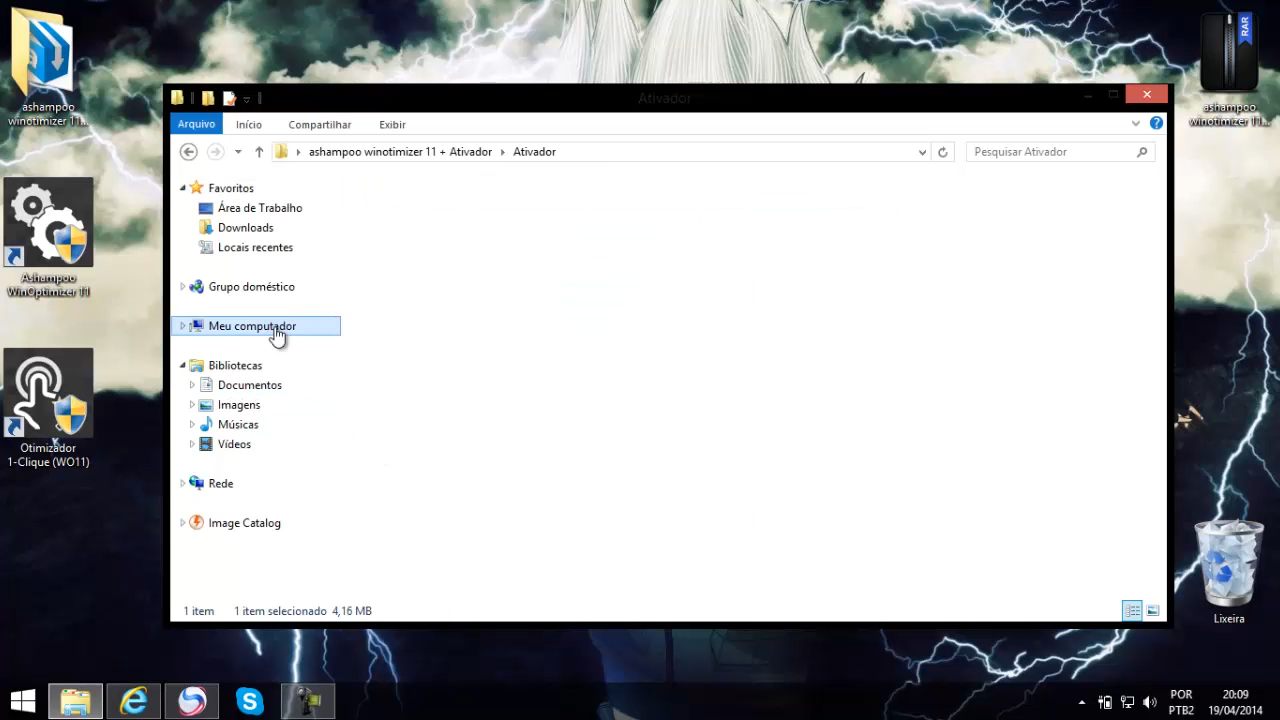 ashampoo
winotimizer 11...
Ashampoo
WinOptimizer 11
Otimizador
1-Clique (WO11)
Ativador
Arquivo
Início
Compartilhar
Exibir
ashampoo winotimizer 11 + Ativador
Ativador
Pesquisar Ativador
Favoritos
Área de Trabalho
Downloads
Locais recentes
Grupo doméstico
Meu computador
Bibliotecas
Documentos
Imagens
Músicas
Vídeos
Rede
Image Catalog
1 item
1 item selecionado 4,16 MB
RAR
ashampoo
winotimizer 11...
Lixeira
POR
PTB2
20:09
19/04/2014